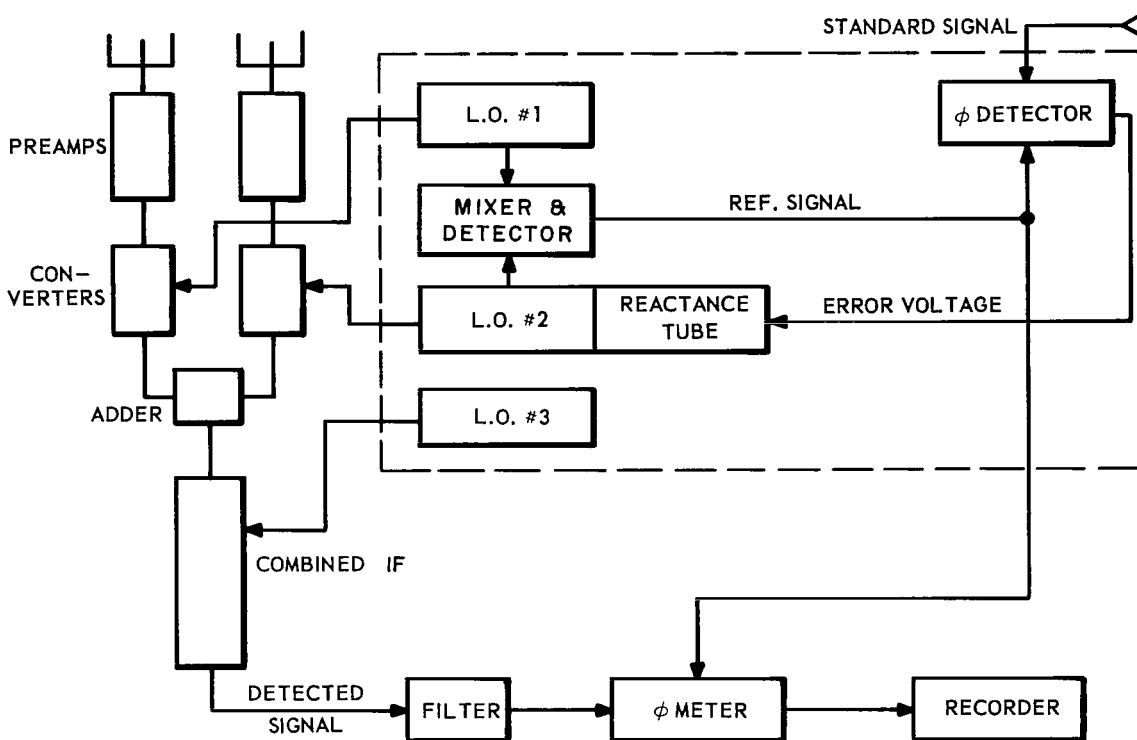 STANDARD SIGNAL
PREAMPS
L.O. #1
φ DETECTOR
MIXER &
DETECTOR
REF. SIGNAL
CON-
VERTERS
L.O. #2
REACTANCE
TUBE
ERROR VOLTAGE
ADDER
L.O. #3
COMBINED IF
DETECTED
SIGNAL
FILTER
φ METER
RECORDER